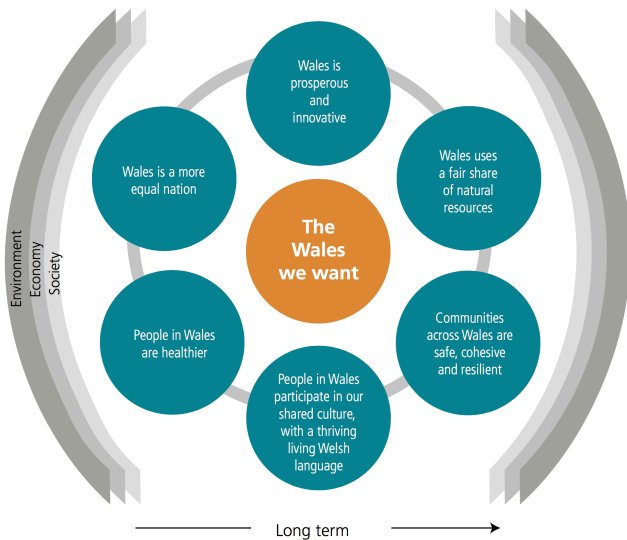 Wales is
prosperous
and
innovative
Wales uses
a fair share
of natural
resources
Communities
across Wales are
safe, cohesive
and resilient
People in Wales
participate in our
shared culture,
with a thriving
living Welsh
language
People in Wales
are healthier
Wales is a more
equal nation
The
Wales
we want
Environment
Economy
Society
Long term